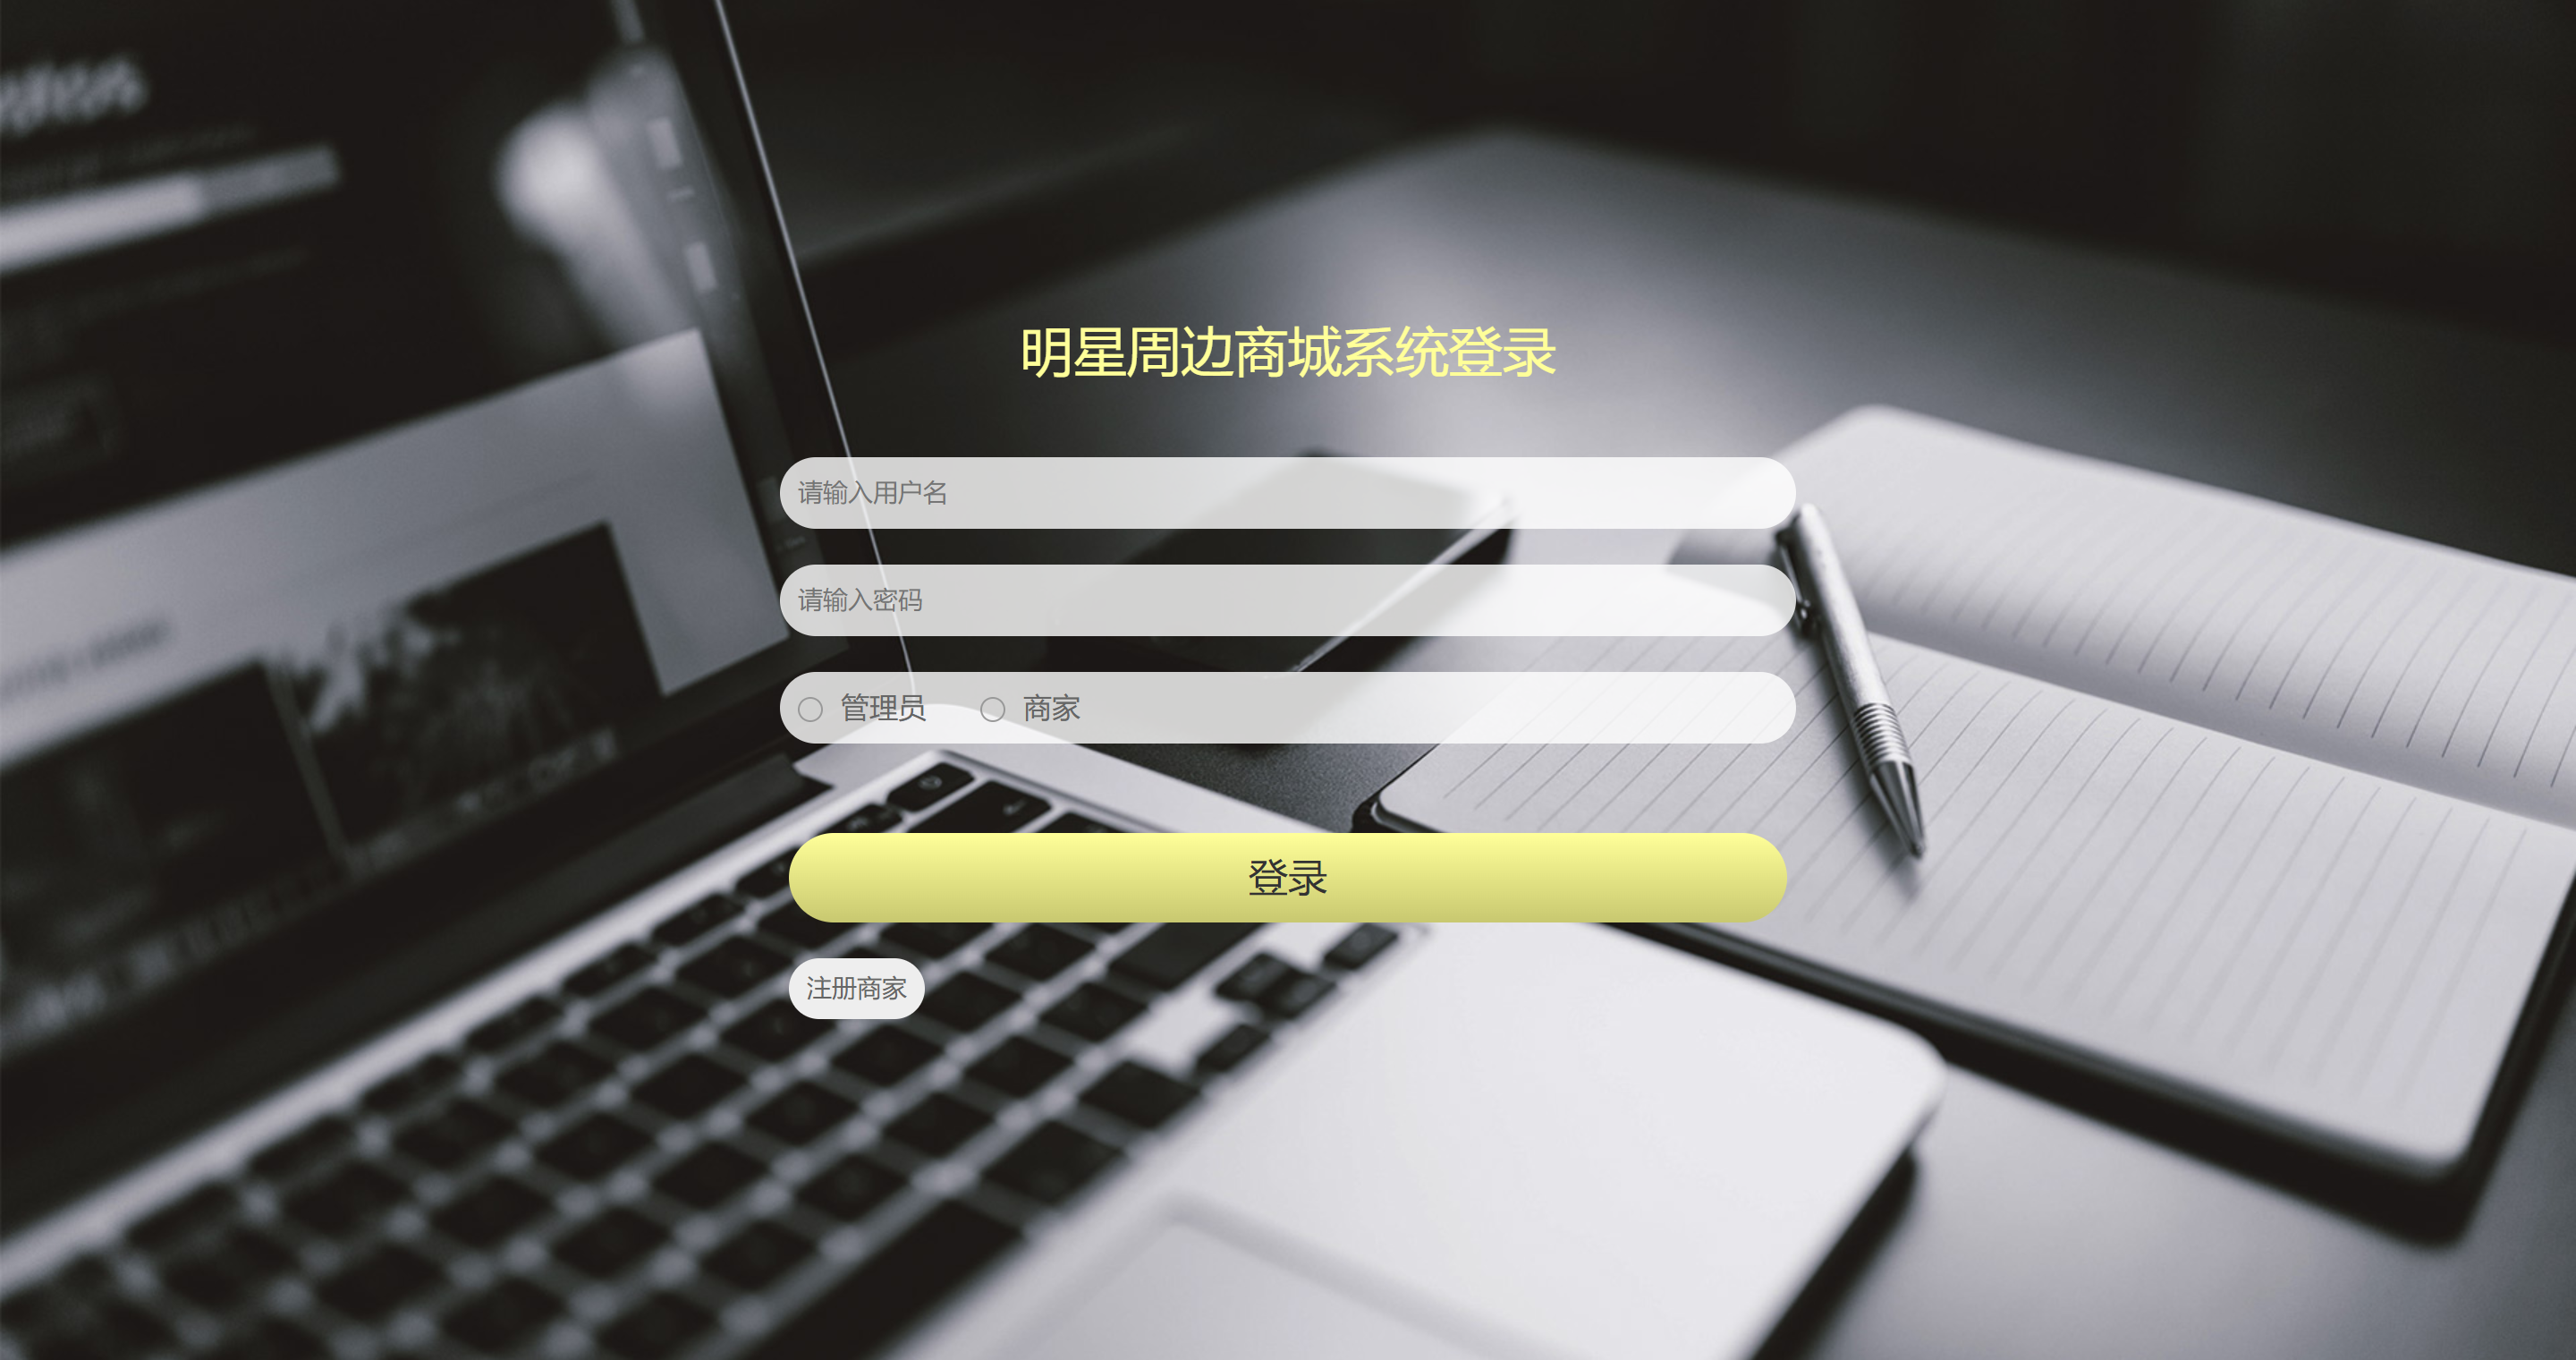 明星周边商城系统登录
请输入用户名
请输入密码
管理员 商家
登录
注册商家